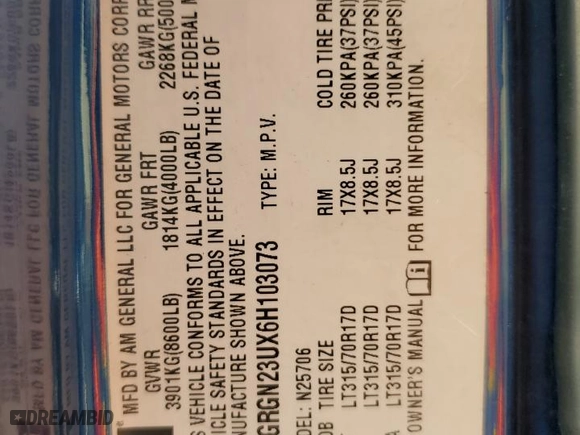 MFD BY AM GENERAL LLC FOR GENERAL MOTORS CORP
GVWR GAWR FRT GAWR RR
3901KG(8600LB) 1814KG(4000LB) 2268KG(500
S VEHICLE CONFORMS TO ALL APPLICABLE U.S. FEDERAL M
ICLE SAFETY STANDARDS IN EFFECT ON THE DATE OF
NUFACTURE SHOWN ABOVE.
GRGN23UX6H103073 TYPE: M.P.V.
ODEL: N25706
OB TIRE SIZE RIM COLD TIRE PR
LT315/70R17D 17X8.5J 260KPA(37PSI)
LT315/70R17D 17X8.5J 260KPA(37PSI)
A LT315/70R17D 17X8.5J 310KPA(45PSI)
OWNER'S MANUAL i FOR MORE INFORMATION.
DREAMBID